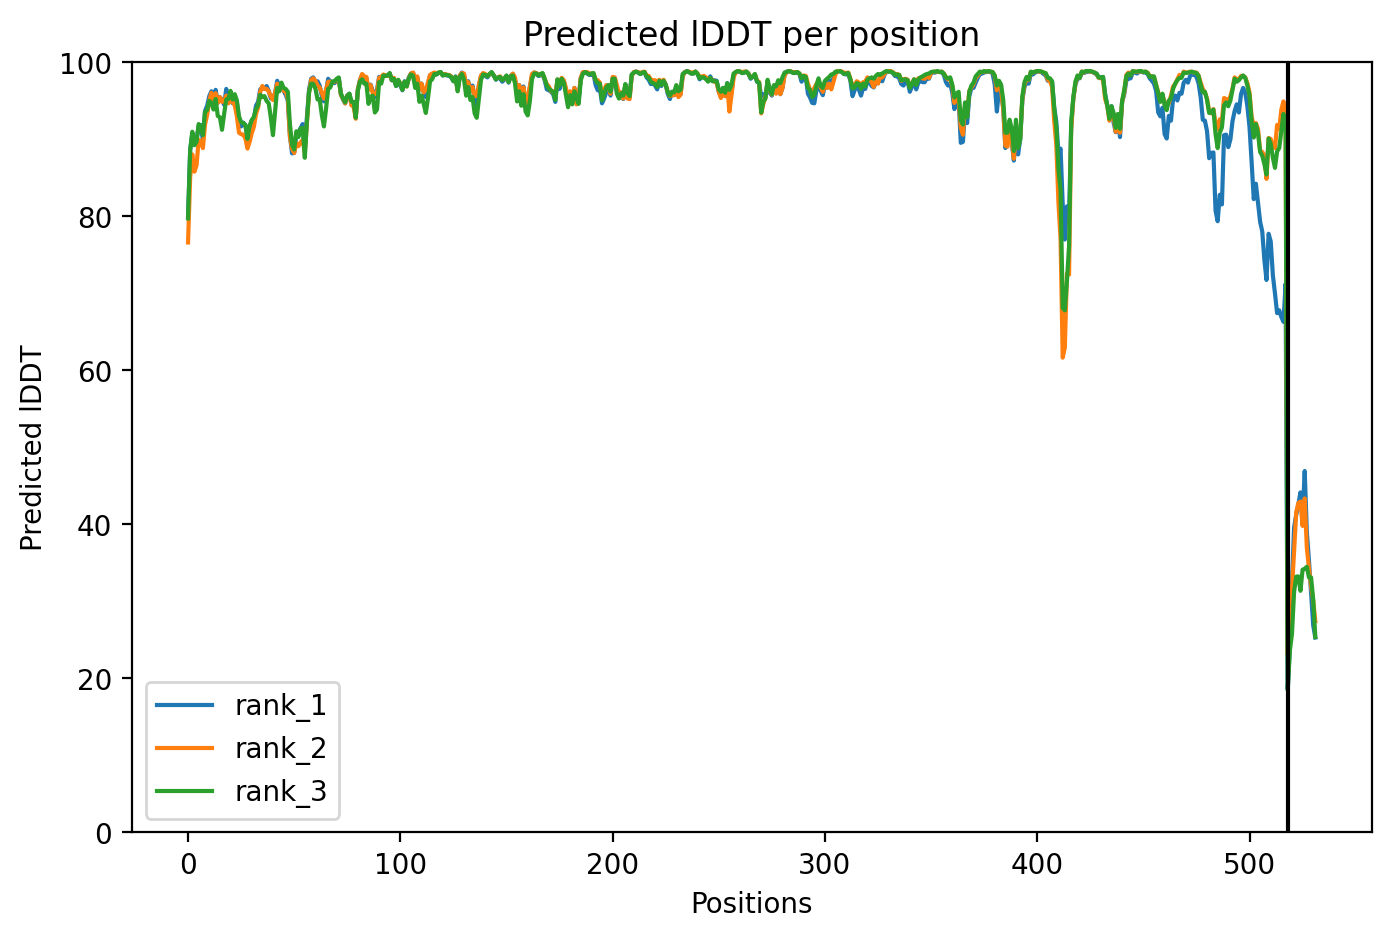 Predicted lDDT per position
100
80
60
40
20
0
Predicted lDDT
rank_1
rank_2
rank_3
0 100 200 300 400 500
Positions